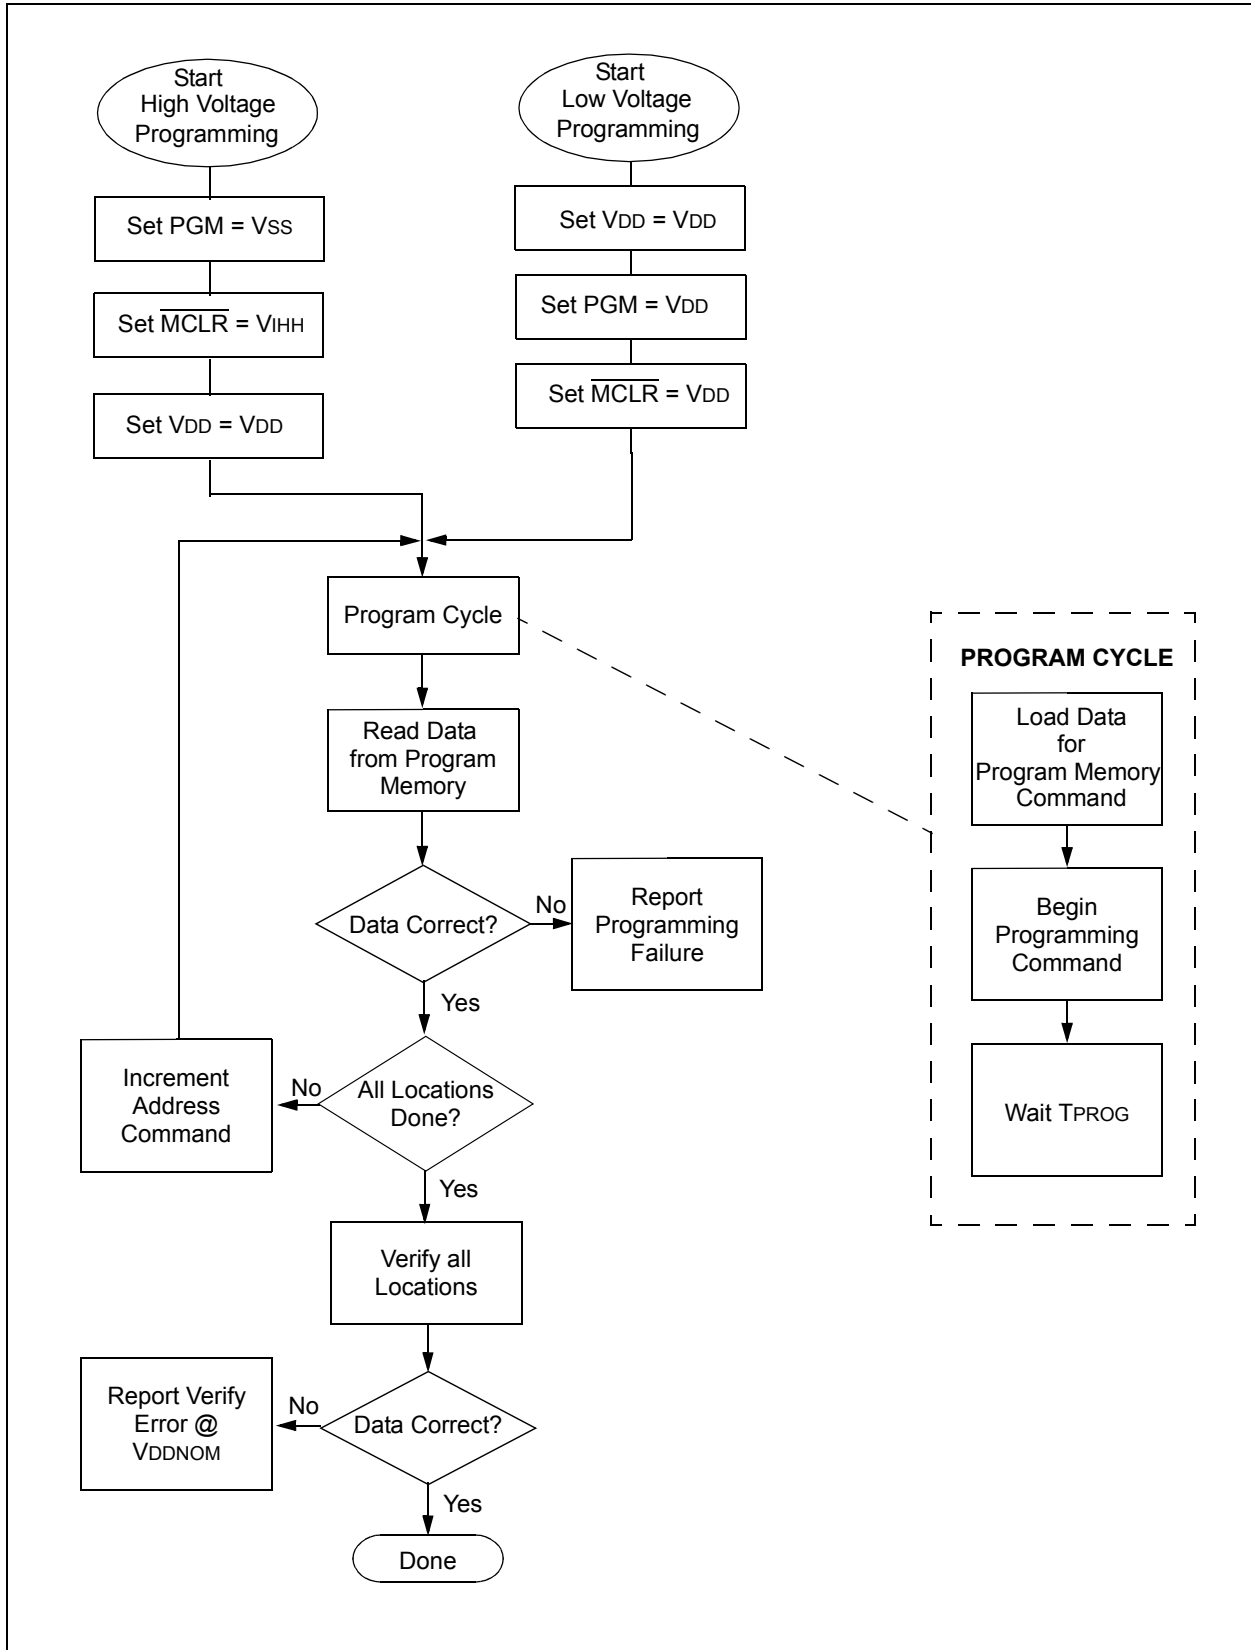 Start
High Voltage
Programming
Set PGM = VSS
Set MCLR = VIHH
Set VDD = VDD
Start
Low Voltage
Programming
Set VDD = VDD
Set PGM = VDD
Set MCLR = VDD
Program Cycle
Read Data
from Program
Memory
Data Correct?
No
Report
Programming
Failure
Yes
All Locations
Done?
No
Increment
Address
Command
Yes
Verify all
Locations
Data Correct?
No
Report Verify
Error @
VDDNOM
Yes
Done
PROGRAM CYCLE
Load Data
for
Program Memory
Command
Begin
Programming
Command
Wait TPROG